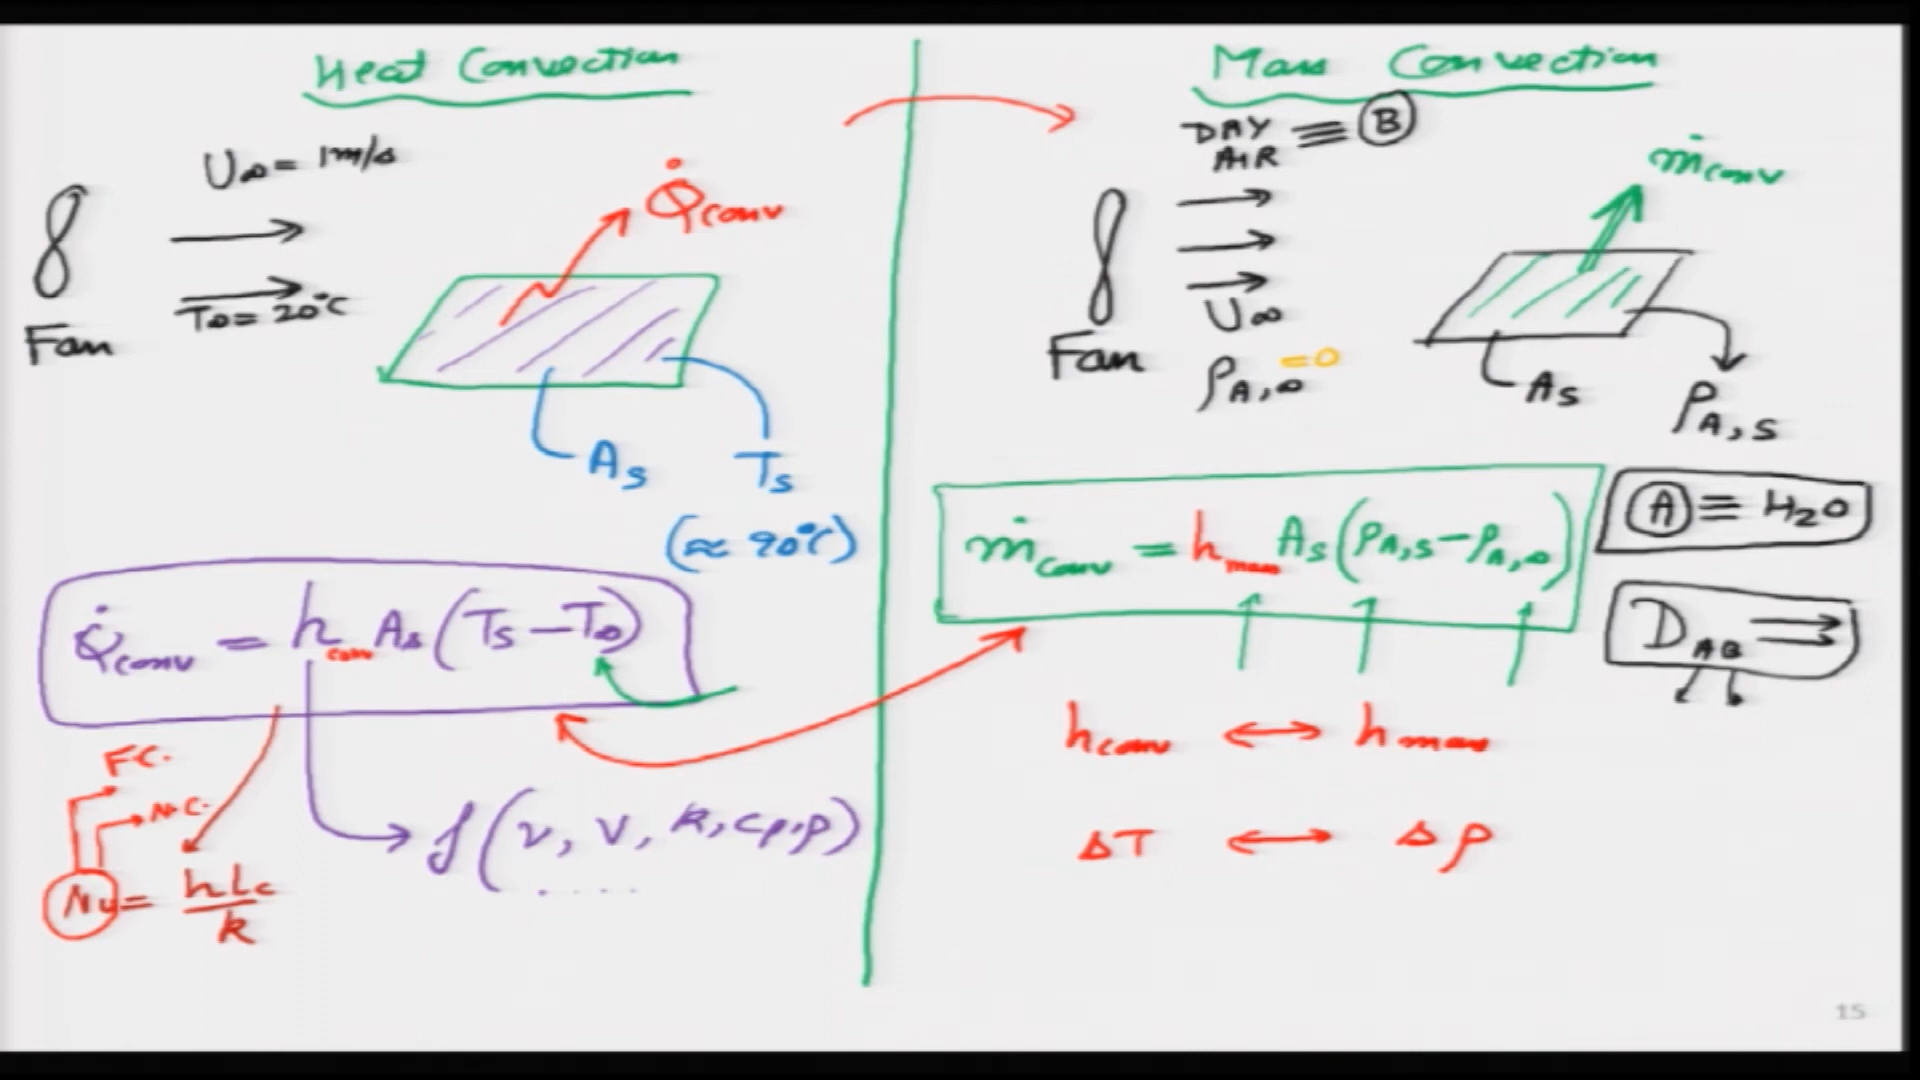 Heat Convection
U∞ = 1m/s
T∞ = 20°C
Fan
Q̇conv
As
Ts
(≈ 90°C)
Q̇conv = hconv As (Ts – T∞)
F.C.
N.C.
Nu = hLc/k
f(ν, V, k, cp, ρ)
. . . . .
Mass Convection
DRY AIR ≡ B
ṁconv
Fan
U∞
ρA,∞ = 0
As
ρA,s
ṁconv = hmass As (ρA,s – ρA,∞)
A ≡ H2O
DAB
hconv ↔ hmass
ΔT ↔ Δρ
15